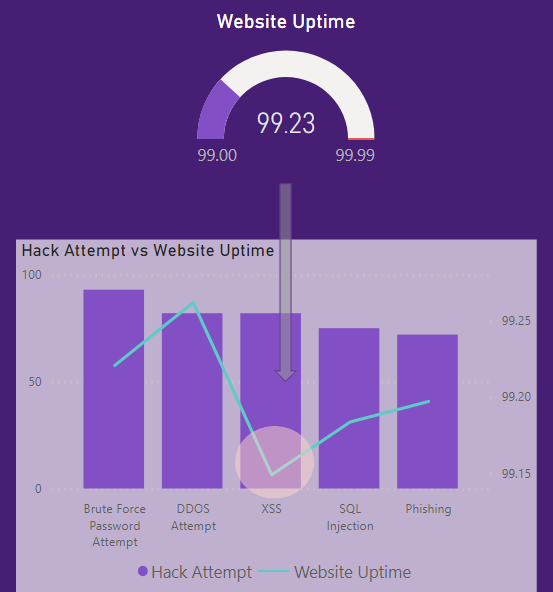 Website Uptime
99.23
99.00 99.99
Hack Attempt vs Website Uptime
100
50
0
99.25
99.20
99.15
Brute Force
Password
Attempt
DDOS
Attempt
XSS
SQL
Injection
Phishing
Hack Attempt Website Uptime